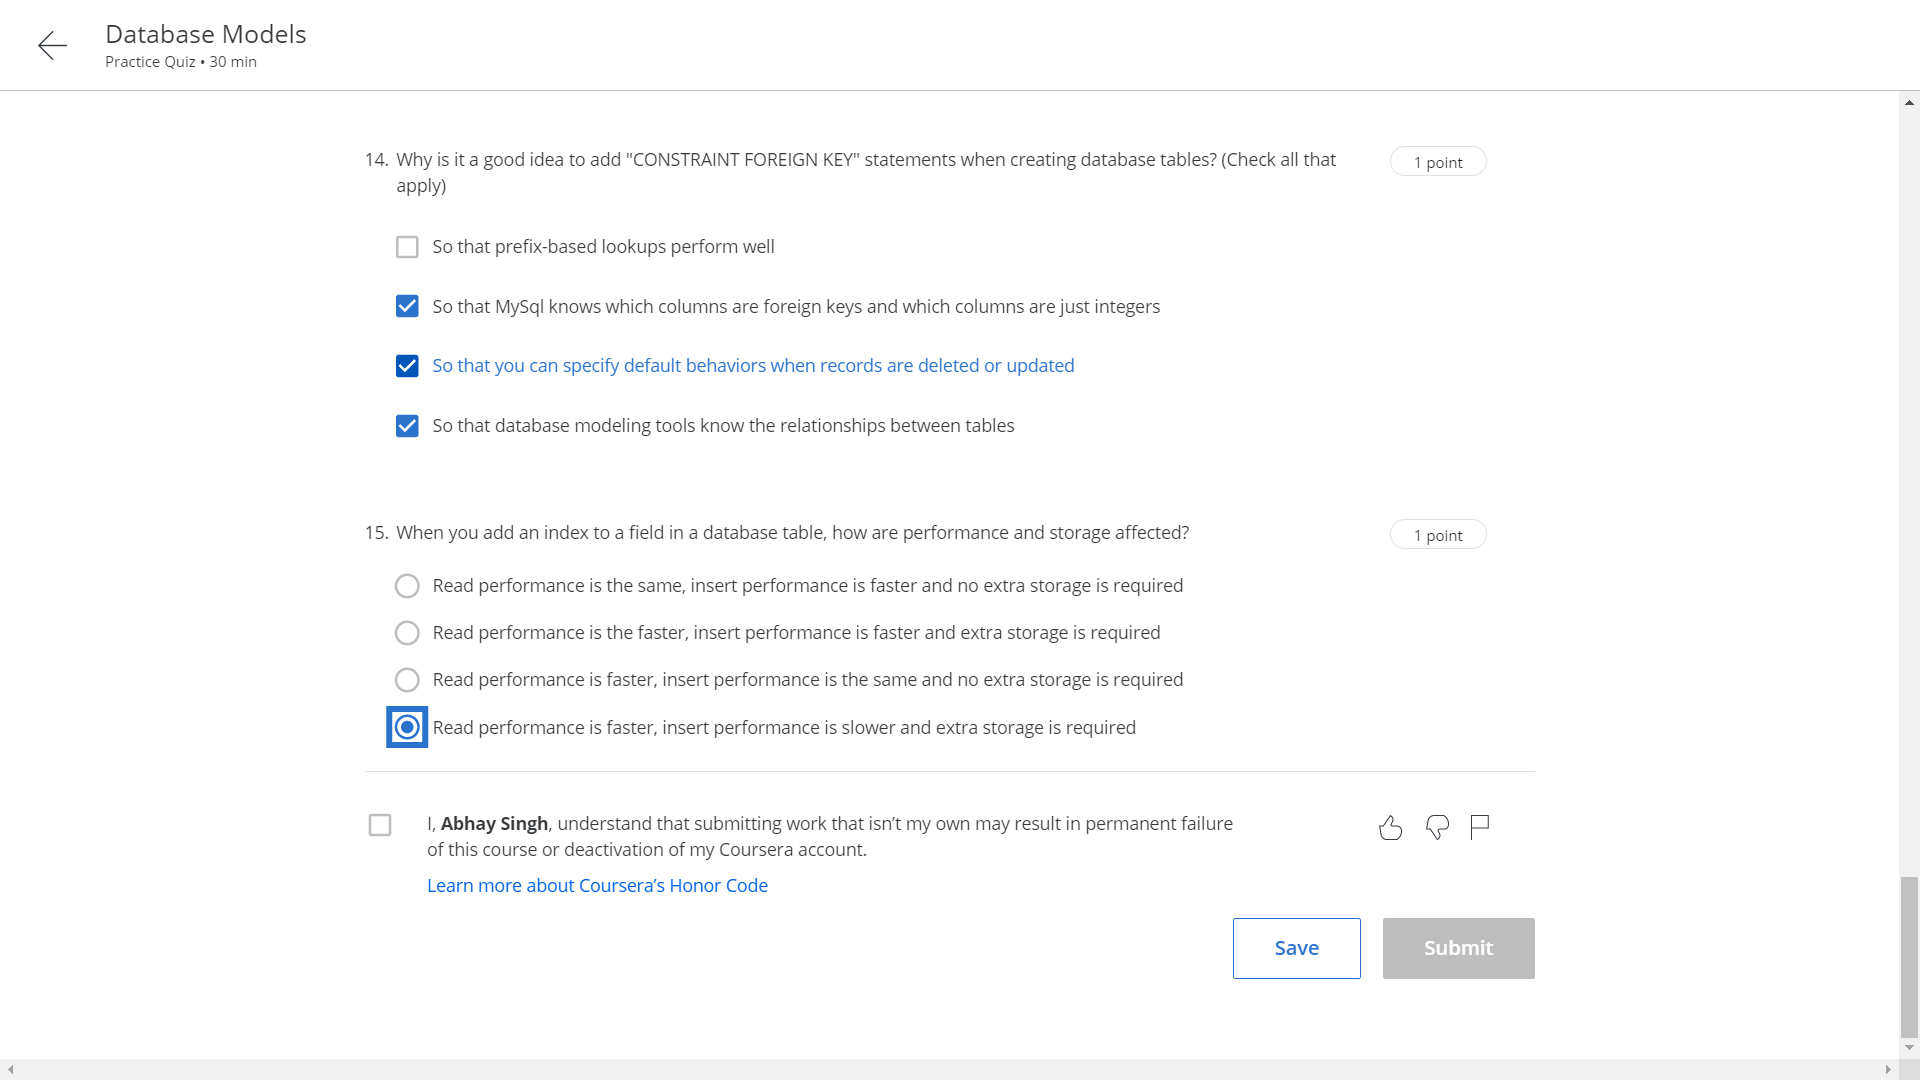 Database Models
Practice Quiz • 30 min
14. Why is it a good idea to add "CONSTRAINT FOREIGN KEY" statements when creating database tables? (Check all that
apply)
1 point
So that prefix-based lookups perform well
So that MySql knows which columns are foreign keys and which columns are just integers
So that you can specify default behaviors when records are deleted or updated
So that database modeling tools know the relationships between tables
15. When you add an index to a field in a database table, how are performance and storage affected?
1 point
Read performance is the same, insert performance is faster and no extra storage is required
Read performance is the faster, insert performance is faster and extra storage is required
Read performance is faster, insert performance is the same and no extra storage is required
Read performance is faster, insert performance is slower and extra storage is required
I, Abhay Singh, understand that submitting work that isn’t my own may result in permanent failure
of this course or deactivation of my Coursera account.
Learn more about Coursera’s Honor Code
Save
Submit